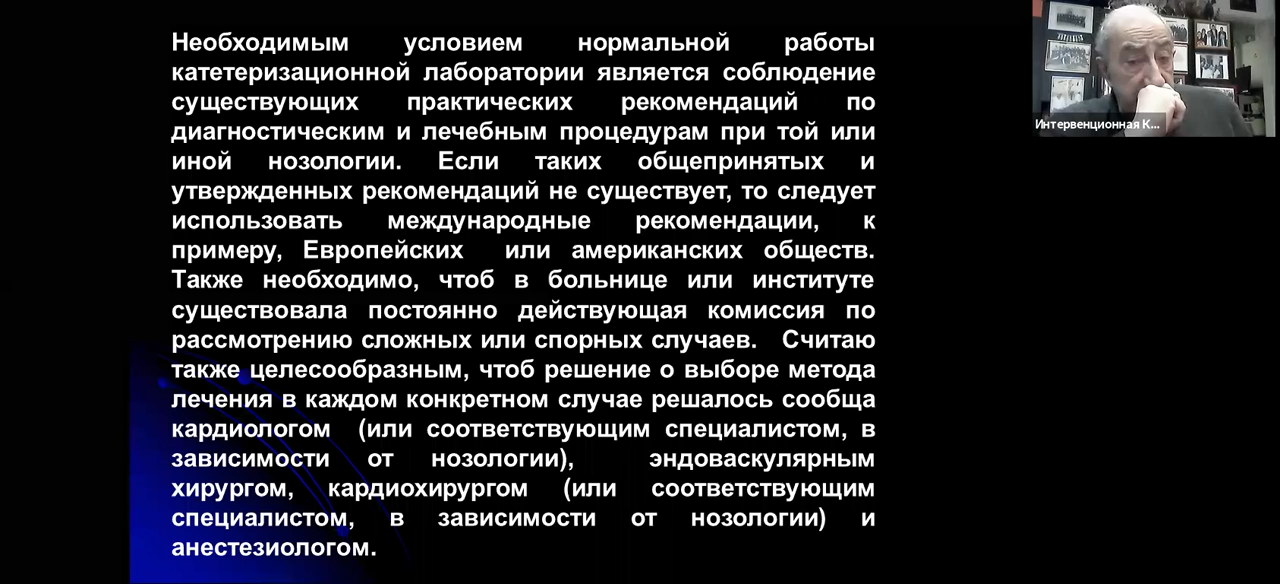 Необходимым условием нормальной работы
катетеризационной лаборатории является соблюдение
существующих практических рекомендаций по
диагностическим и лечебным процедурам при той или
иной нозологии. Если таких общепринятых и
утвержденных рекомендаций не существует, то следует
использовать международные рекомендации, к
примеру, Европейских или американских обществ.
Также необходимо, чтоб в больнице или институте
существовала постоянно действующая комиссия по
рассмотрению сложных или спорных случаев. Считаю
также целесообразным, чтоб решение о выборе метода
лечения в каждом конкретном случае решалось сообща
кардиологом (или соответствующим специалистом, в
зависимости от нозологии), эндоваскулярным
хирургом, кардиохирургом (или соответствующим
специалистом, в зависимости от нозологии) и
анестезиологом.
Интервенционная К...